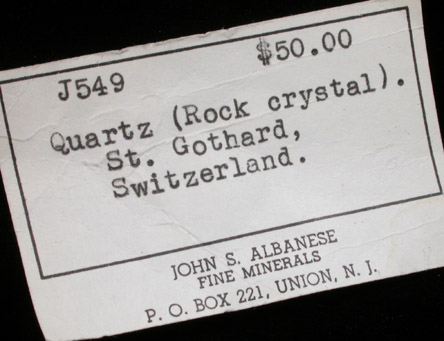 J549 $50.00
Quartz (Rock crystal).
St. Gothard,
Switzerland.
JOHN S. ALBANESE
FINE MINERALS
P. O. BOX 221, UNION, N. J.